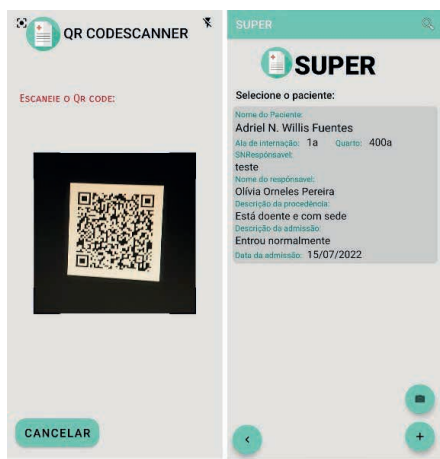 QR CODESCANNER
ESCANEIE O QR CODE:
CANCELAR
SUPER
SUPER
Selecione o paciente:
Nome do Paciente:
Adriel N. Willis Fuentes
Ala de internação: 1a Quarto: 400a
SNResponsavel:
teste
Nome do responsavel:
Olívia Orneles Pereira
Descrição da procedência:
Está doente e com sede
Descrição da admissão:
Entrou normalmente
Data da admissão: 15/07/2022